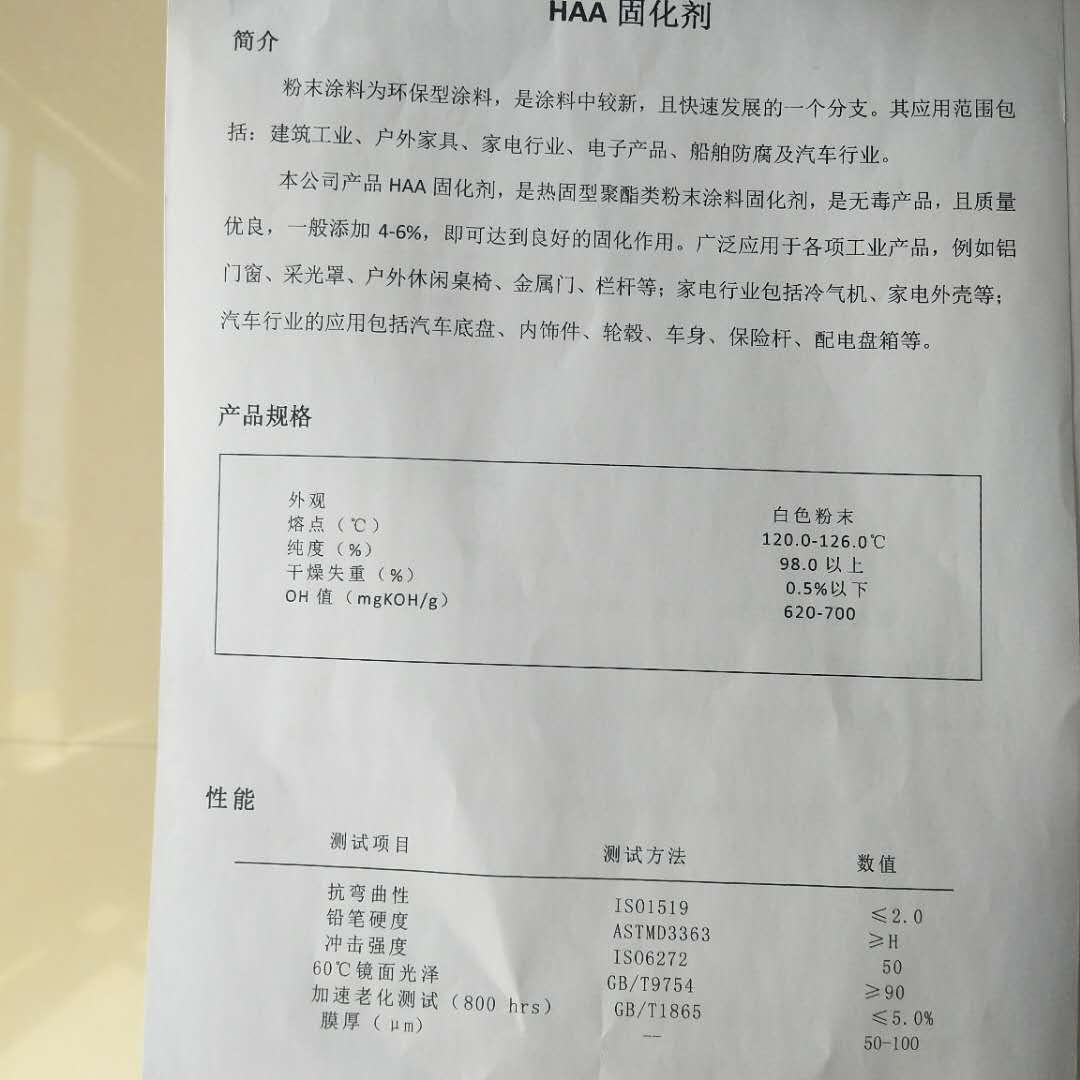 HAA 固化剂
简介
粉末涂料为环保型涂料，是涂料中较新，且快速发展的一个分支。其应用范围包
括：建筑工业、户外家具、家电行业、电子产品、船舶防腐及汽车行业。
本公司产品 HAA 固化剂，是热固型聚酯类粉末涂料固化剂，是无毒产品，且质量
优良，一般添加 4-6%，即可达到良好的固化作用。广泛应用于各项工业产品，例如铝
门窗、采光罩、户外休闲桌椅、金属门、栏杆等；家电行业包括冷气机、家电外壳等；
汽车行业的应用包括汽车底盘、内饰件、轮毂、车身、保险杆、配电盘箱等。
产品规格
外观 白色粉末
熔点（℃） 120.0-126.0℃
纯度（%） 98.0 以上
干燥失重（%） 0.5%以下
OH 值（mgKOH/g） 620-700
性能
测试项目 测试方法 数值
抗弯曲性 ISO1519 ≤2.0
铅笔硬度 ASTMD3363 ≥H
冲击强度 ISO6272 50
60℃镜面光泽 GB/T9754 ≥90
加速老化测试（800 hrs） GB/T1865 ≤5.0%
膜厚（μm） -- 50-100